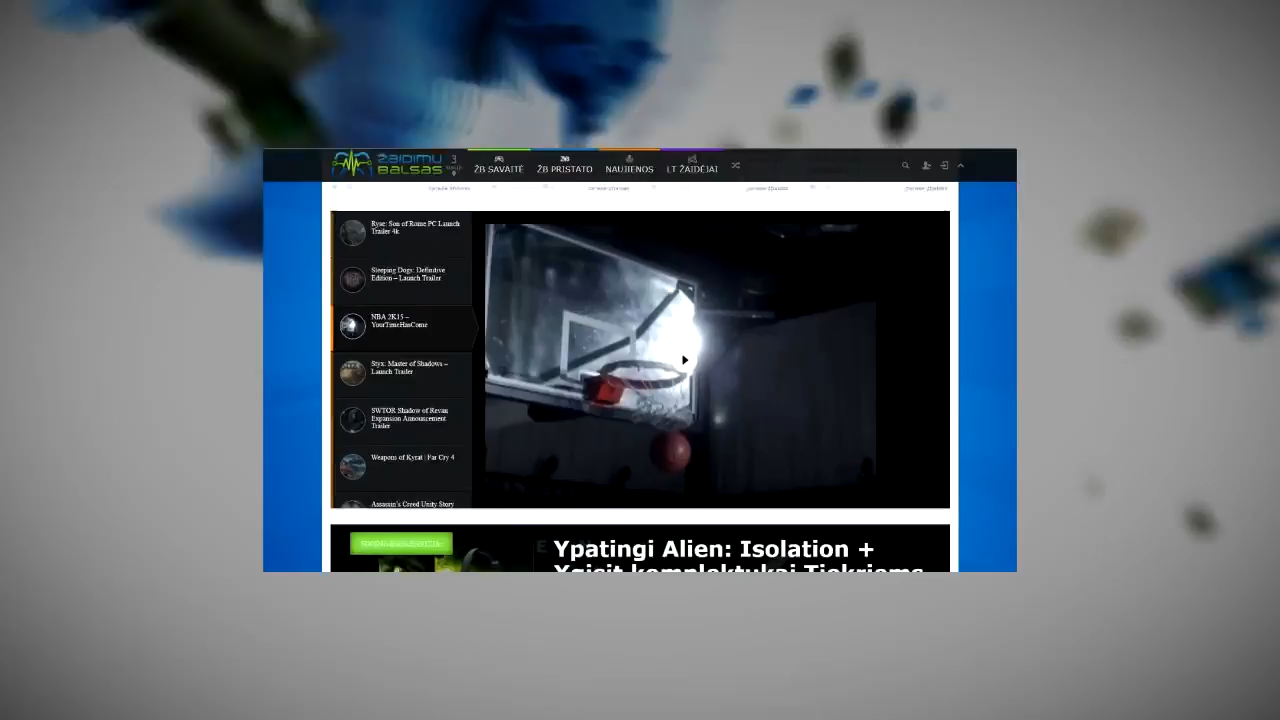 ŽAIDIMŲ
BALSAS
3
ŽB SAVAITĖ
ŽB PRISTATO
NAUJIENOS
LT ŽAIDĖJAI
Ryse: Son of Rome PC Launch
Trailer 4k
Sleeping Dogs: Definitive
Edition – Launch Trailer
NBA 2K15 –
YourTimeHasCome
Styx: Master of Shadows –
Launch Trailer
SWTOR Shadow of Revan
Expansion Announcement
Trailer
Weapons of Kyrat | Far Cry 4
Assassin's Creed Unity Story
Ypatingi Alien: Isolation +